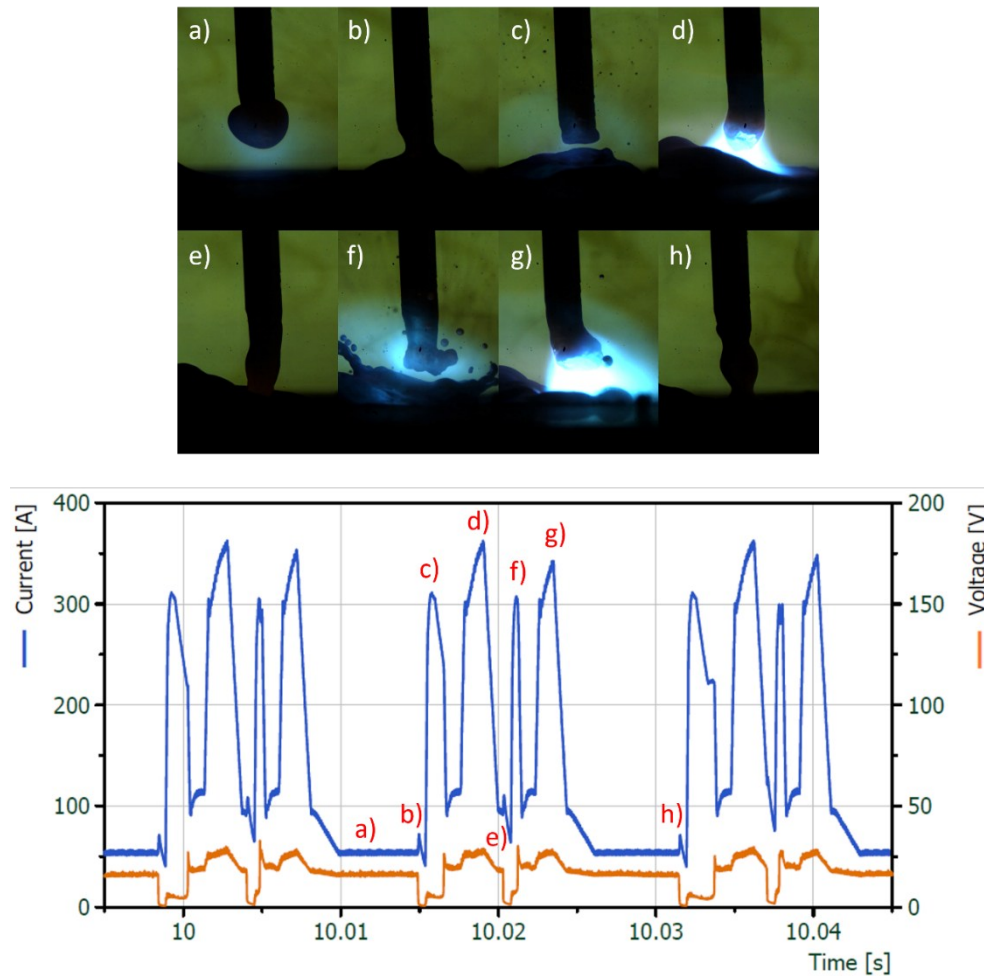 a) b) c) d)
e) f) g) h)
Current [A]
Voltage [V]
400 200
300 150
200 100
100 50
0 0
d)
g)
c) f)
b) h)
a) e)
10 10.01 10.02 10.03 10.04
Time [s]